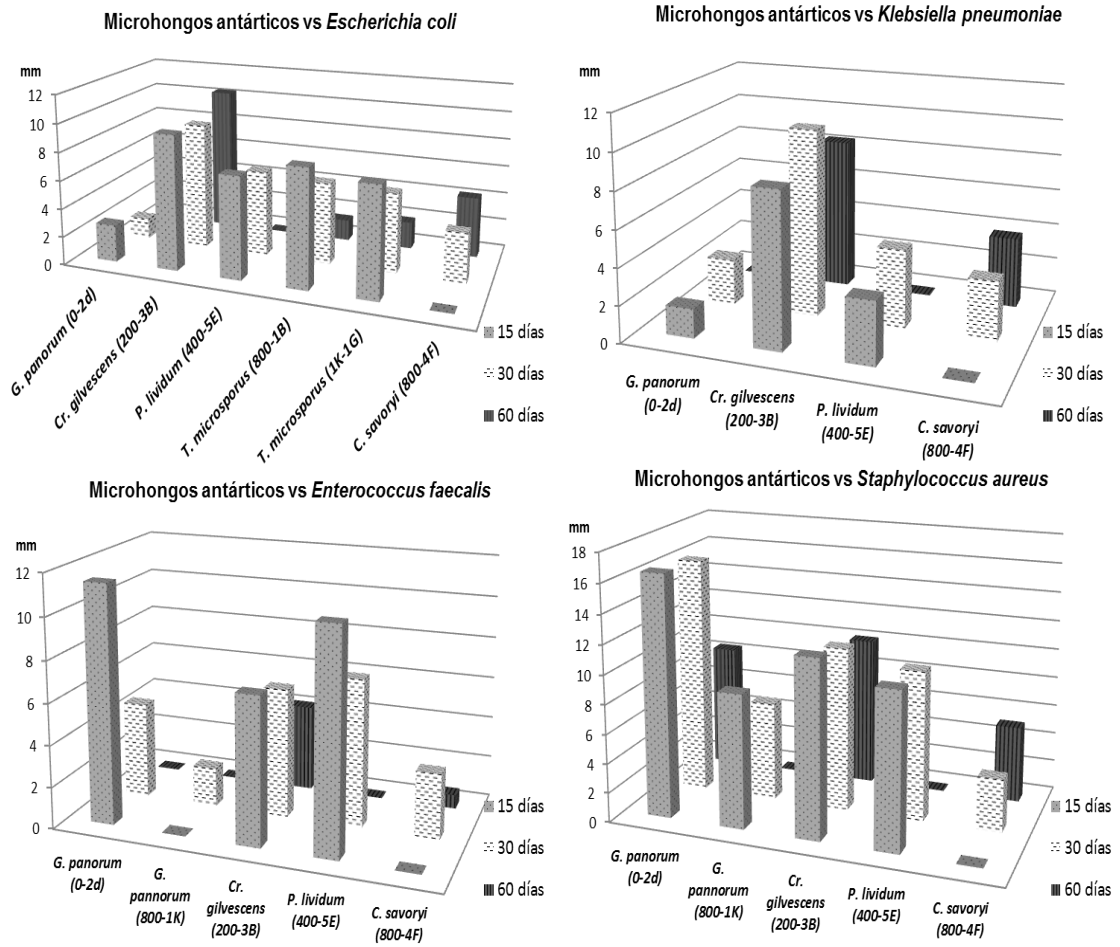 Microhongos antárticos vs Escherichia coli
mm
12
10
8
6
4
2
0
G. panorum (0-2d)
Cr. gilvescens (200-3B)
P. lividum (400-5E)
T. microsporus (800-1B)
T. microsporus (1K-1G)
C. savoryi (800-4F)
15 días
30 días
60 días
Microhongos antárticos vs Klebsiella pneumoniae
mm
12
10
8
6
4
2
0
G. panorum
(0-2d)
Cr. gilvescens
(200-3B)
P. lividum
(400-5E)
C. savoryi
(800-4F)
15 días
30 días
60 días
Microhongos antárticos vs Enterococcus faecalis
mm
12
10
8
6
4
2
0
G. panorum
(0-2d)
G.
pannorum
(800-1K)
Cr.
gilvescens
(200-3B)
P. lividum
(400-5E)
C. savoryi
(800-4F)
15 días
30 días
60 días
Microhongos antárticos vs Staphylococcus aureus
mm
18
16
14
12
10
8
6
4
2
0
G. panorum
(0-2d)
G.
pannorum
(800-1K)
Cr.
gilvescens
(200-3B)
P. lividum
(400-5E)
C. savoryi
(800-4F)
15 días
30 días
60 días